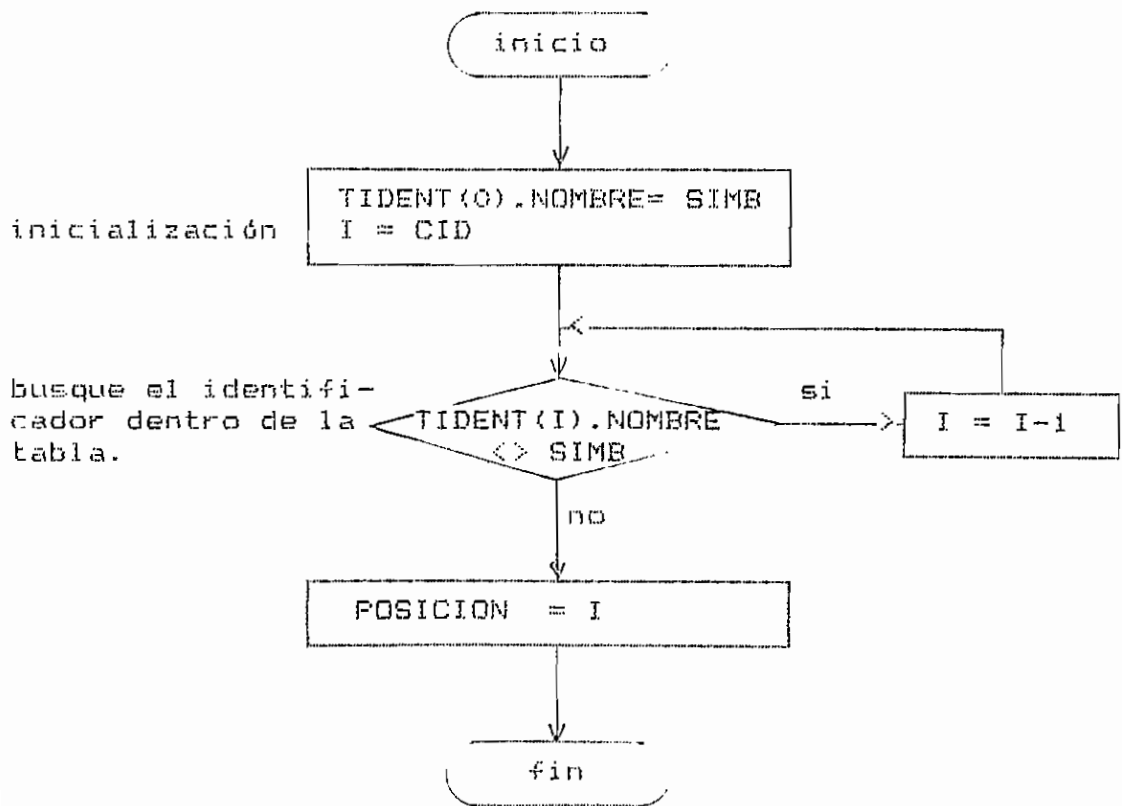 inicio
TIDENT(0).NOMBRE= SIMB
inicialización
I = CID
busque el identifi-
cador dentro de la
tabla.
TIDENT(I).NOMBRE
<> SIMB
si
I = I-1
no
POSICION = I
fin